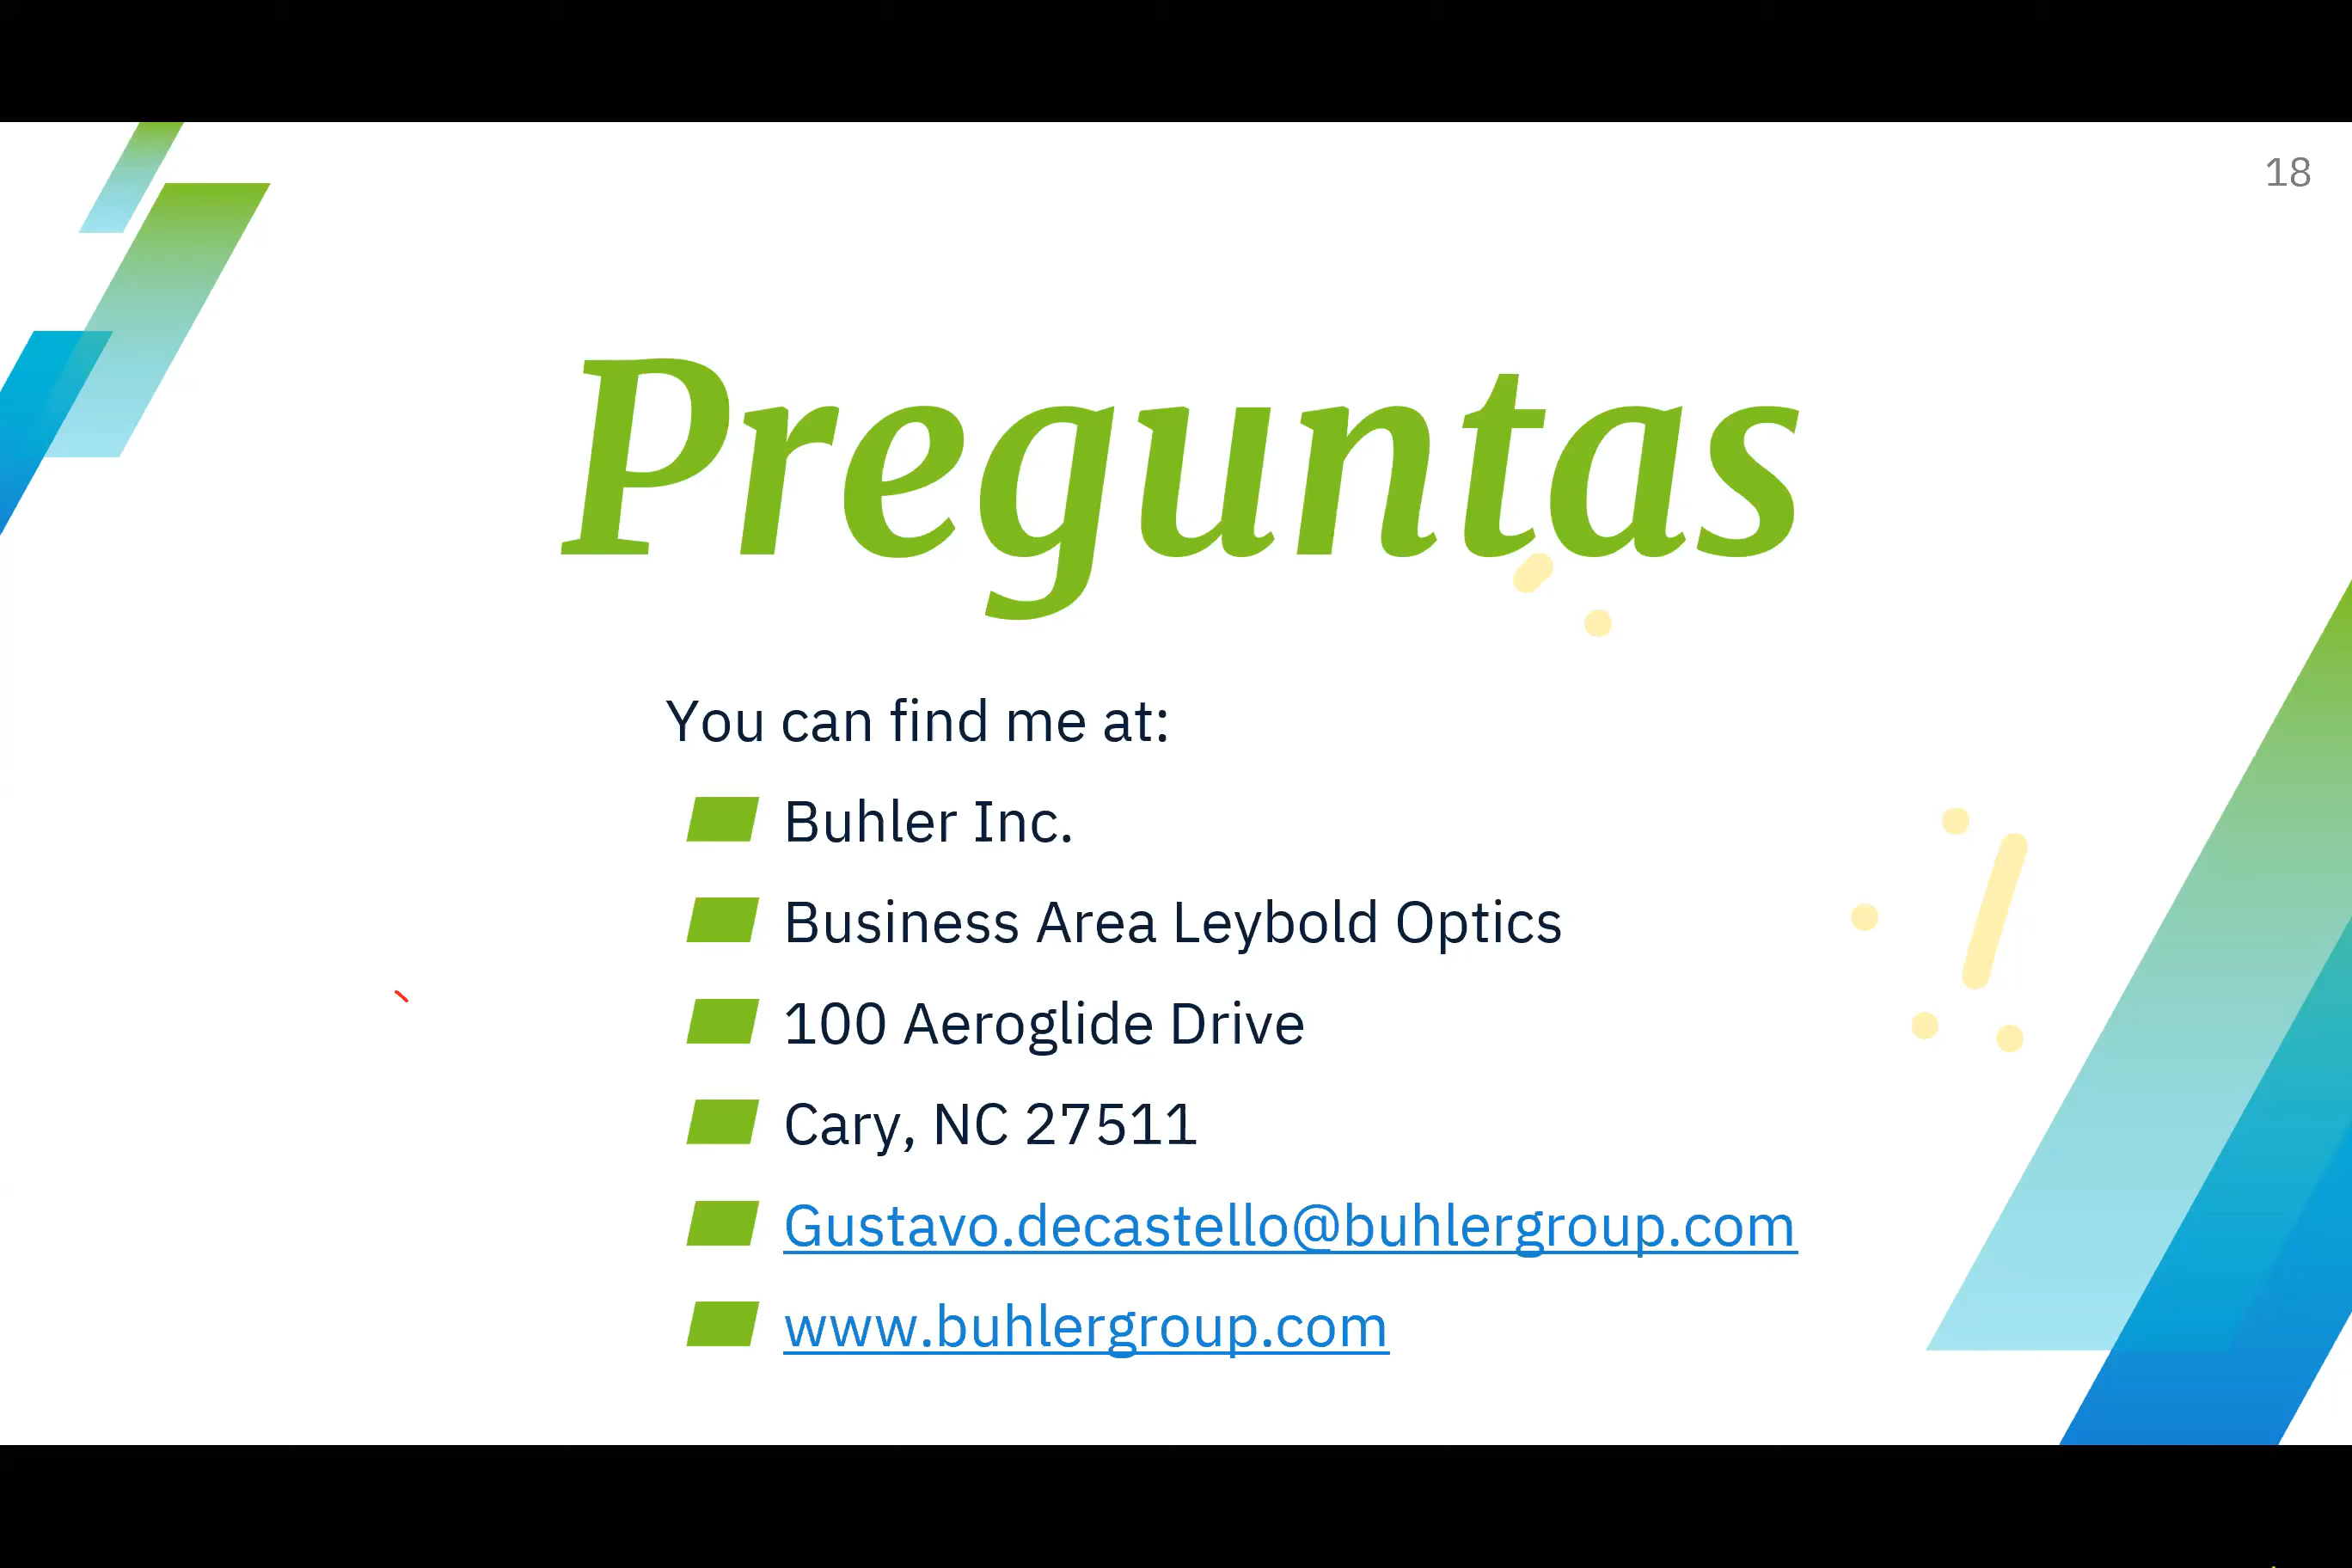 18
Preguntas
You can find me at:
Buhler Inc.
Business Area Leybold Optics
100 Aeroglide Drive
Cary, NC 27511
Gustavo.decastello@buhlergroup.com
www.buhlergroup.com